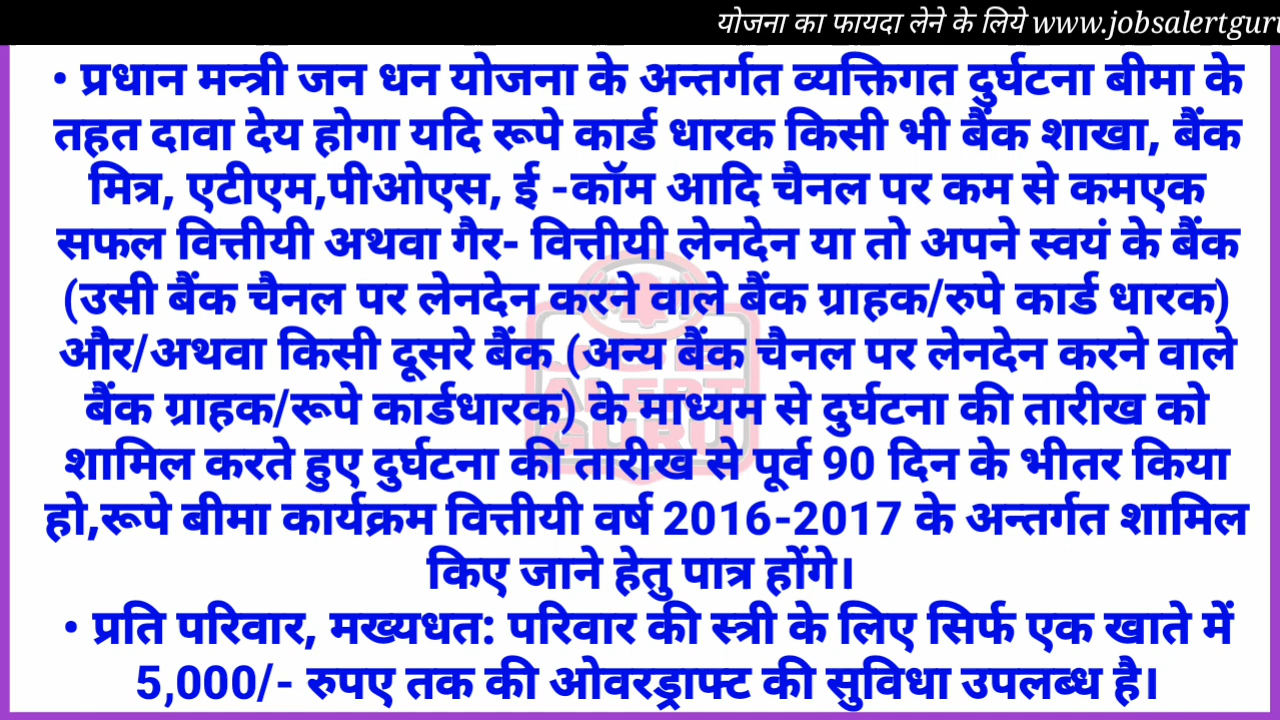 योजना का फायदा लेने के लिये www.jobsalertguru
• प्रधान मन्त्री जन धन योजना के अन्तर्गत व्यक्तिगत दुर्घटना बीमा के
तहत दावा देय होगा यदि रूपे कार्ड धारक किसी भी बैंक शाखा, बैंक
मित्र, एटीएम,पीओएस, ई -कॉम आदि चैनल पर कम से कमएक
सफल वित्तीयी अथवा गैर- वित्तीयी लेनदेन या तो अपने स्वयं के बैंक
(उसी बैंक चैनल पर लेनदेन करने वाले बैंक ग्राहक/रुपे कार्ड धारक)
और/अथवा किसी दूसरे बैंक (अन्य बैंक चैनल पर लेनदेन करने वाले
बैंक ग्राहक/रूपे कार्डधारक) के माध्यम से दुर्घटना की तारीख को
शामिल करते हुए दुर्घटना की तारीख से पूर्व 90 दिन के भीतर किया
हो,रूपे बीमा कार्यक्रम वित्तीयी वर्ष 2016-2017 के अन्तर्गत शामिल
किए जाने हेतु पात्र होंगे।
• प्रति परिवार, मख्यधत: परिवार की स्त्री के लिए सिर्फ एक खाते में
5,000/- रुपए तक की ओवरड्राफ्ट की सुविधा उपलब्ध है।
ALERT
GURU